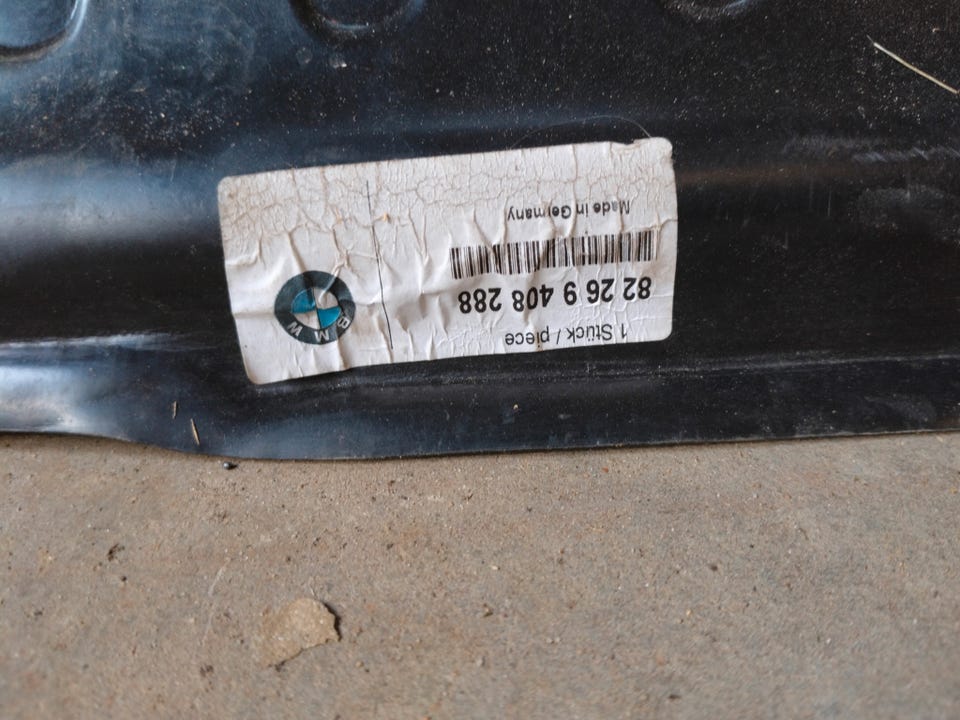 1 Stück / piece
82 26 9 408 288
Made in Germany
BMW